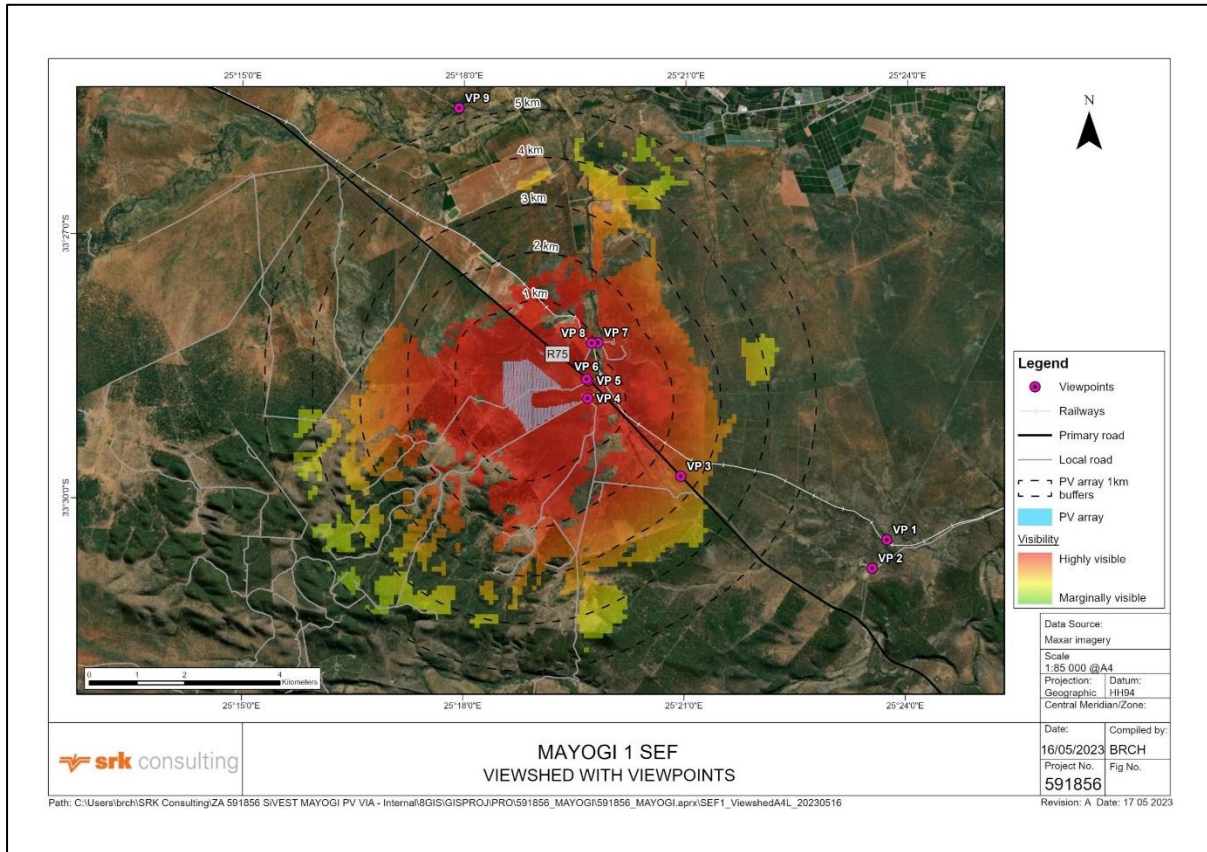 25°15'0"E
25°18'0"E
25°21'0"E
25°24'0"E
VP 9
5 km
4 km
3 km
2 km
1 km
33°27'0"S
33°30'0"S
VP 8
VP 7
R75
VP 6
VP 5
VP 4
VP 3
VP 1
VP 2
N
Legend
Viewpoints
Railways
Primary road
Local road
PV array 1km
buffers
PV array
Visibility
Highly visible
Marginally visible
0 1 2 4
Kilometers
25°15'0"E
25°18'0"E
25°21'0"E
25°24'0"E
Data Source:
Maxar imagery
Scale
1:85 000 @A4
Projection: Datum:
Geographic HH94
Central Meridian/Zone:
Date: Compiled by:
16/05/2023 BRCH
Project No. Fig No.
591856
srk consulting
MAYOGI 1 SEF
VIEWSHED WITH VIEWPOINTS
Path: C:\Users\brch\SRK Consulting\ZA 591856 SiVEST MAYOGI PV VIA - Internal\8GIS\GISPROJ\PRO\591856_MAYOGI\591856_MAYOGI.aprx\SEF1_ViewshedA4L_20230516
Revision: A Date: 17 05 2023